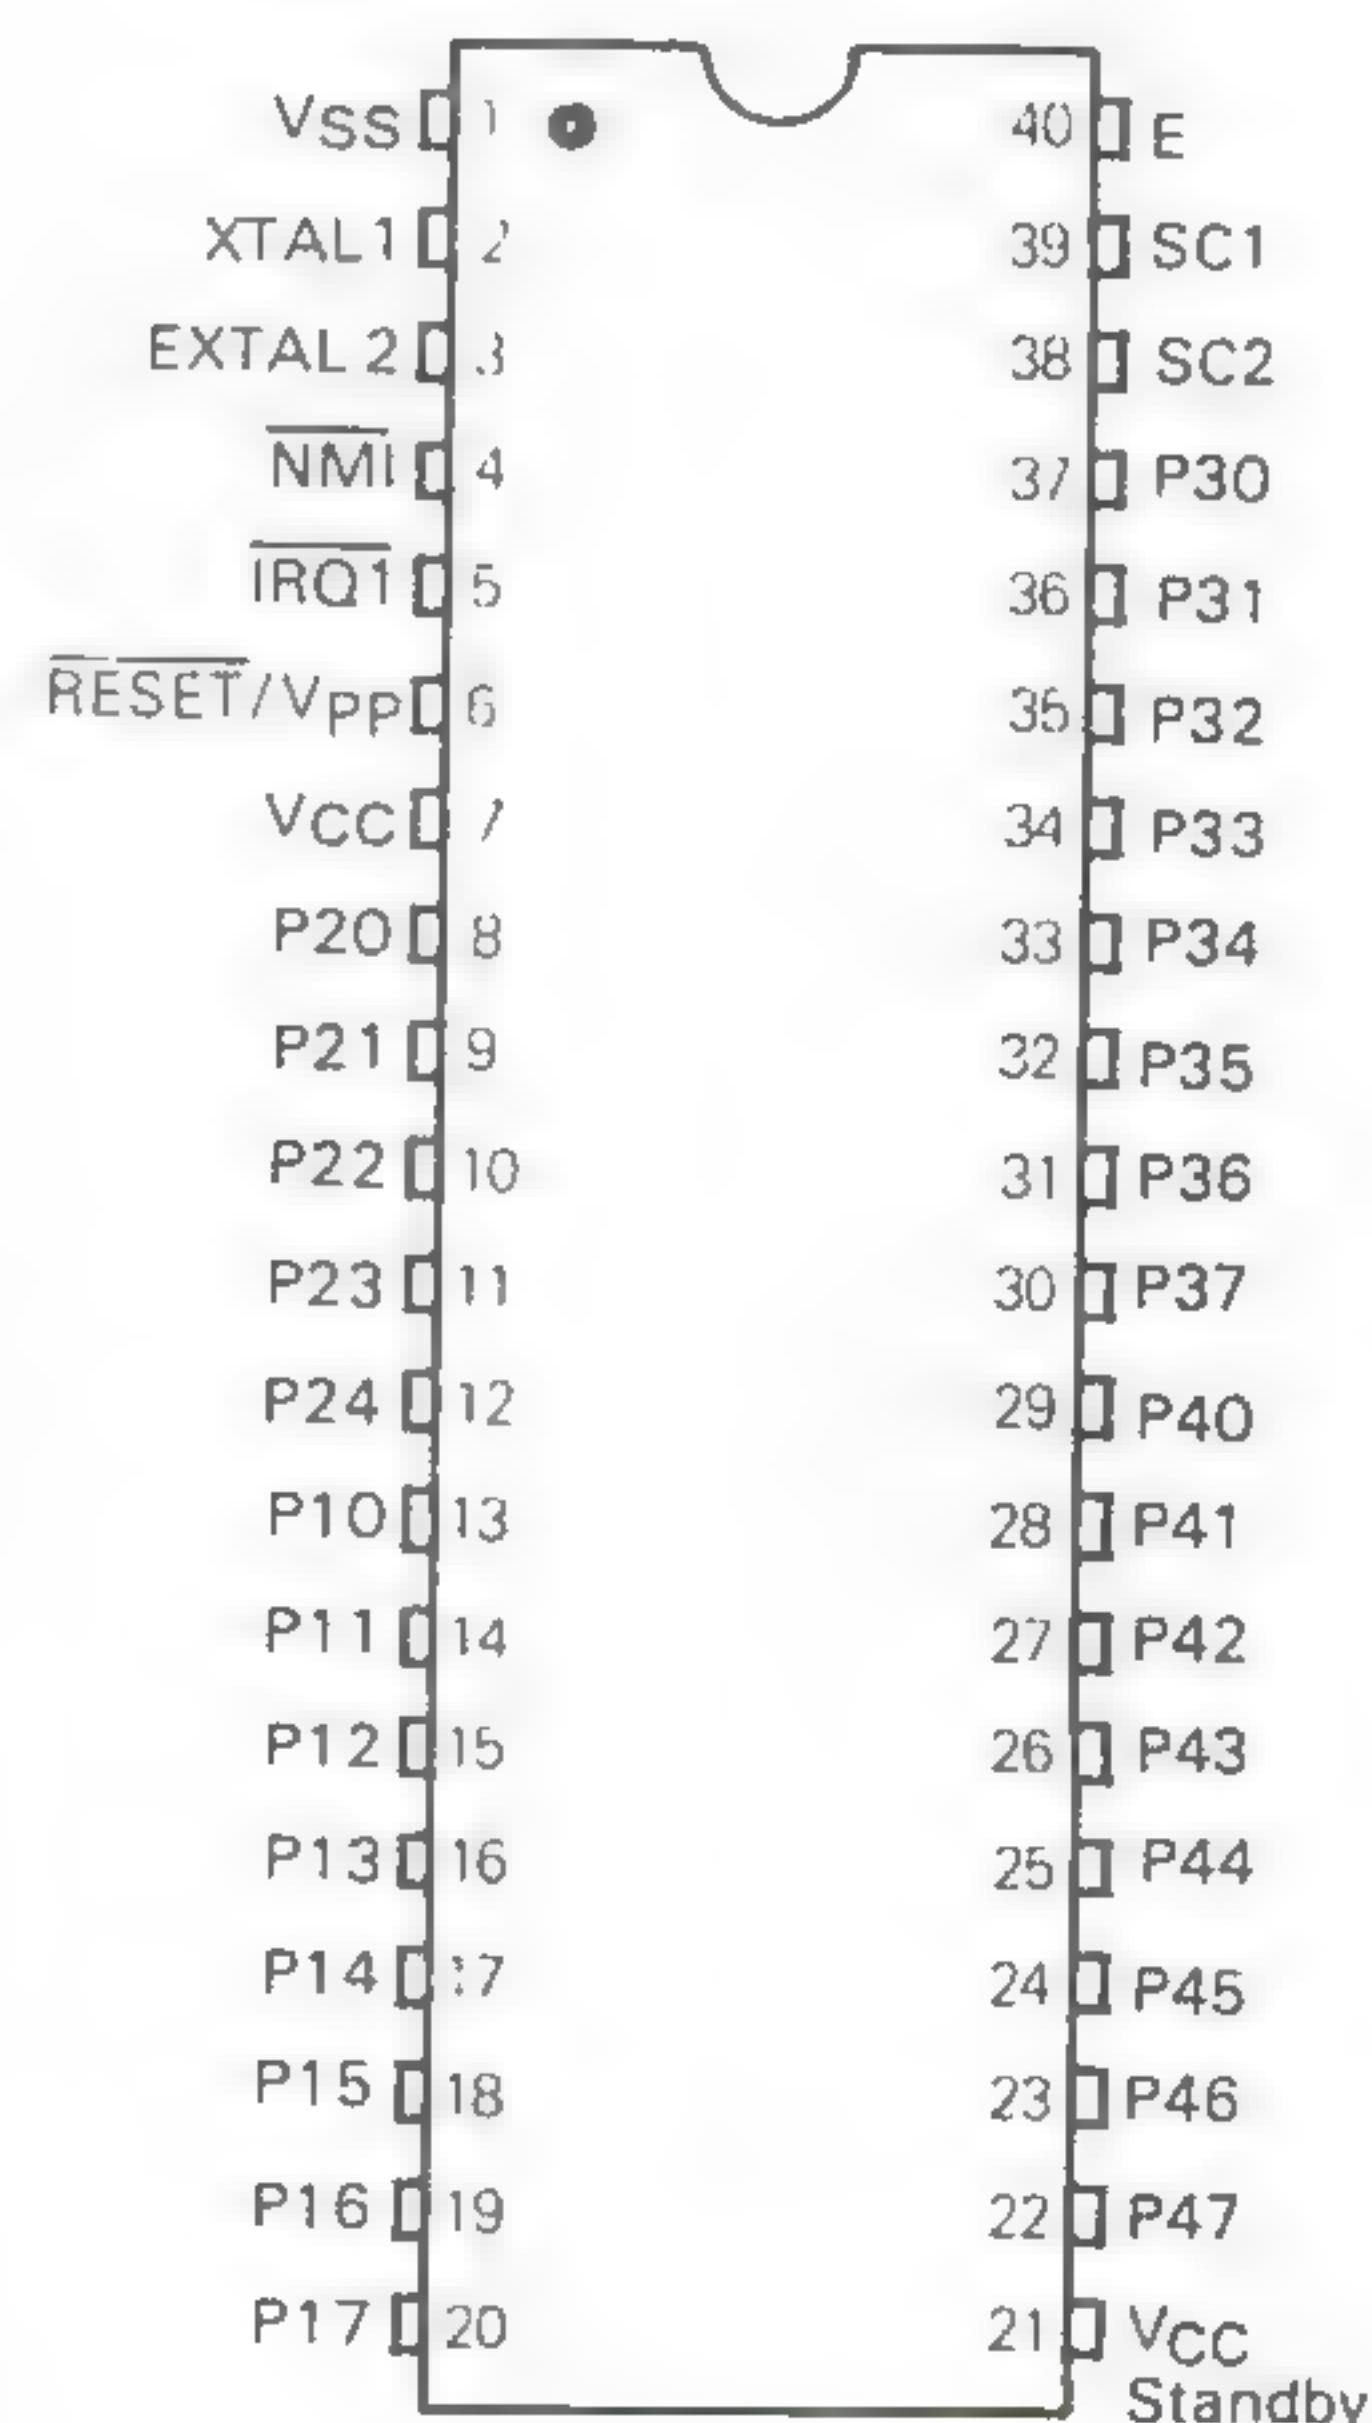 VSS 1 40 E
XTAL1 2 39 SC1
EXTAL2 3 38 SC2
NMI 4 37 P30
IRQ1 5 36 P31
RESET/VPP 6 35 P32
VCC 7 34 P33
P20 8 33 P34
P21 9 32 P35
P22 10 31 P36
P23 11 30 P37
P24 12 29 P40
P10 13 28 P41
P11 14 27 P42
P12 15 26 P43
P13 16 25 P44
P14 17 24 P45
P15 18 23 P46
P16 19 22 P47
P17 20 21 VCC
Standby